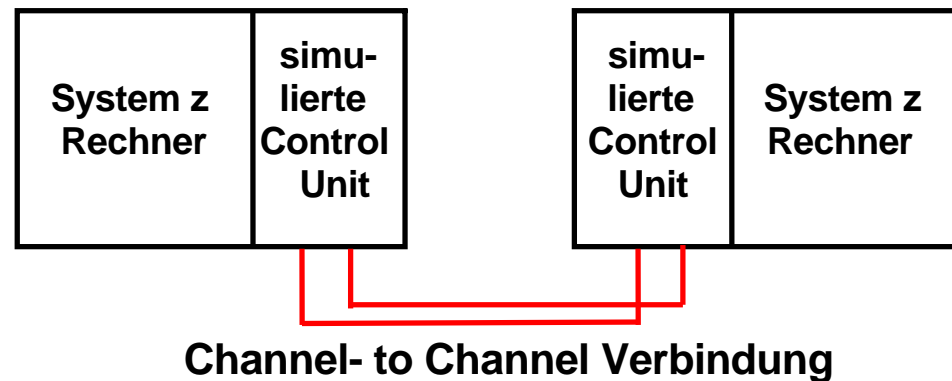 System z
Rechner
simu-
lierte
Control
Unit
simu-
lierte
Control
Unit
System z
Rechner
Channel- to Channel Verbindung